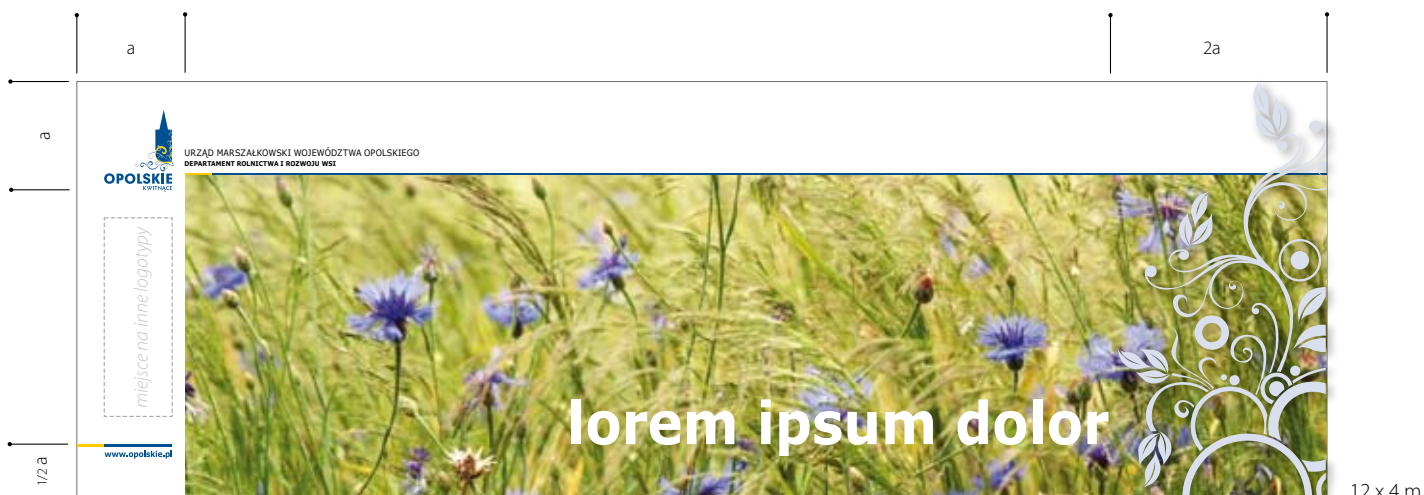 a
2a
a
URZĄD MARSZAŁKOWSKI WOJEWÓDZTWA OPOLSKIEGO
DEPARTAMENT ROLNICTWA I ROZWOJU WSI
OPOLSKIE
KWITNĄCE
miejsce na inne logotypy
lorem ipsum dolor
www.opolskie.pl
1/2 a
12 x 4 m